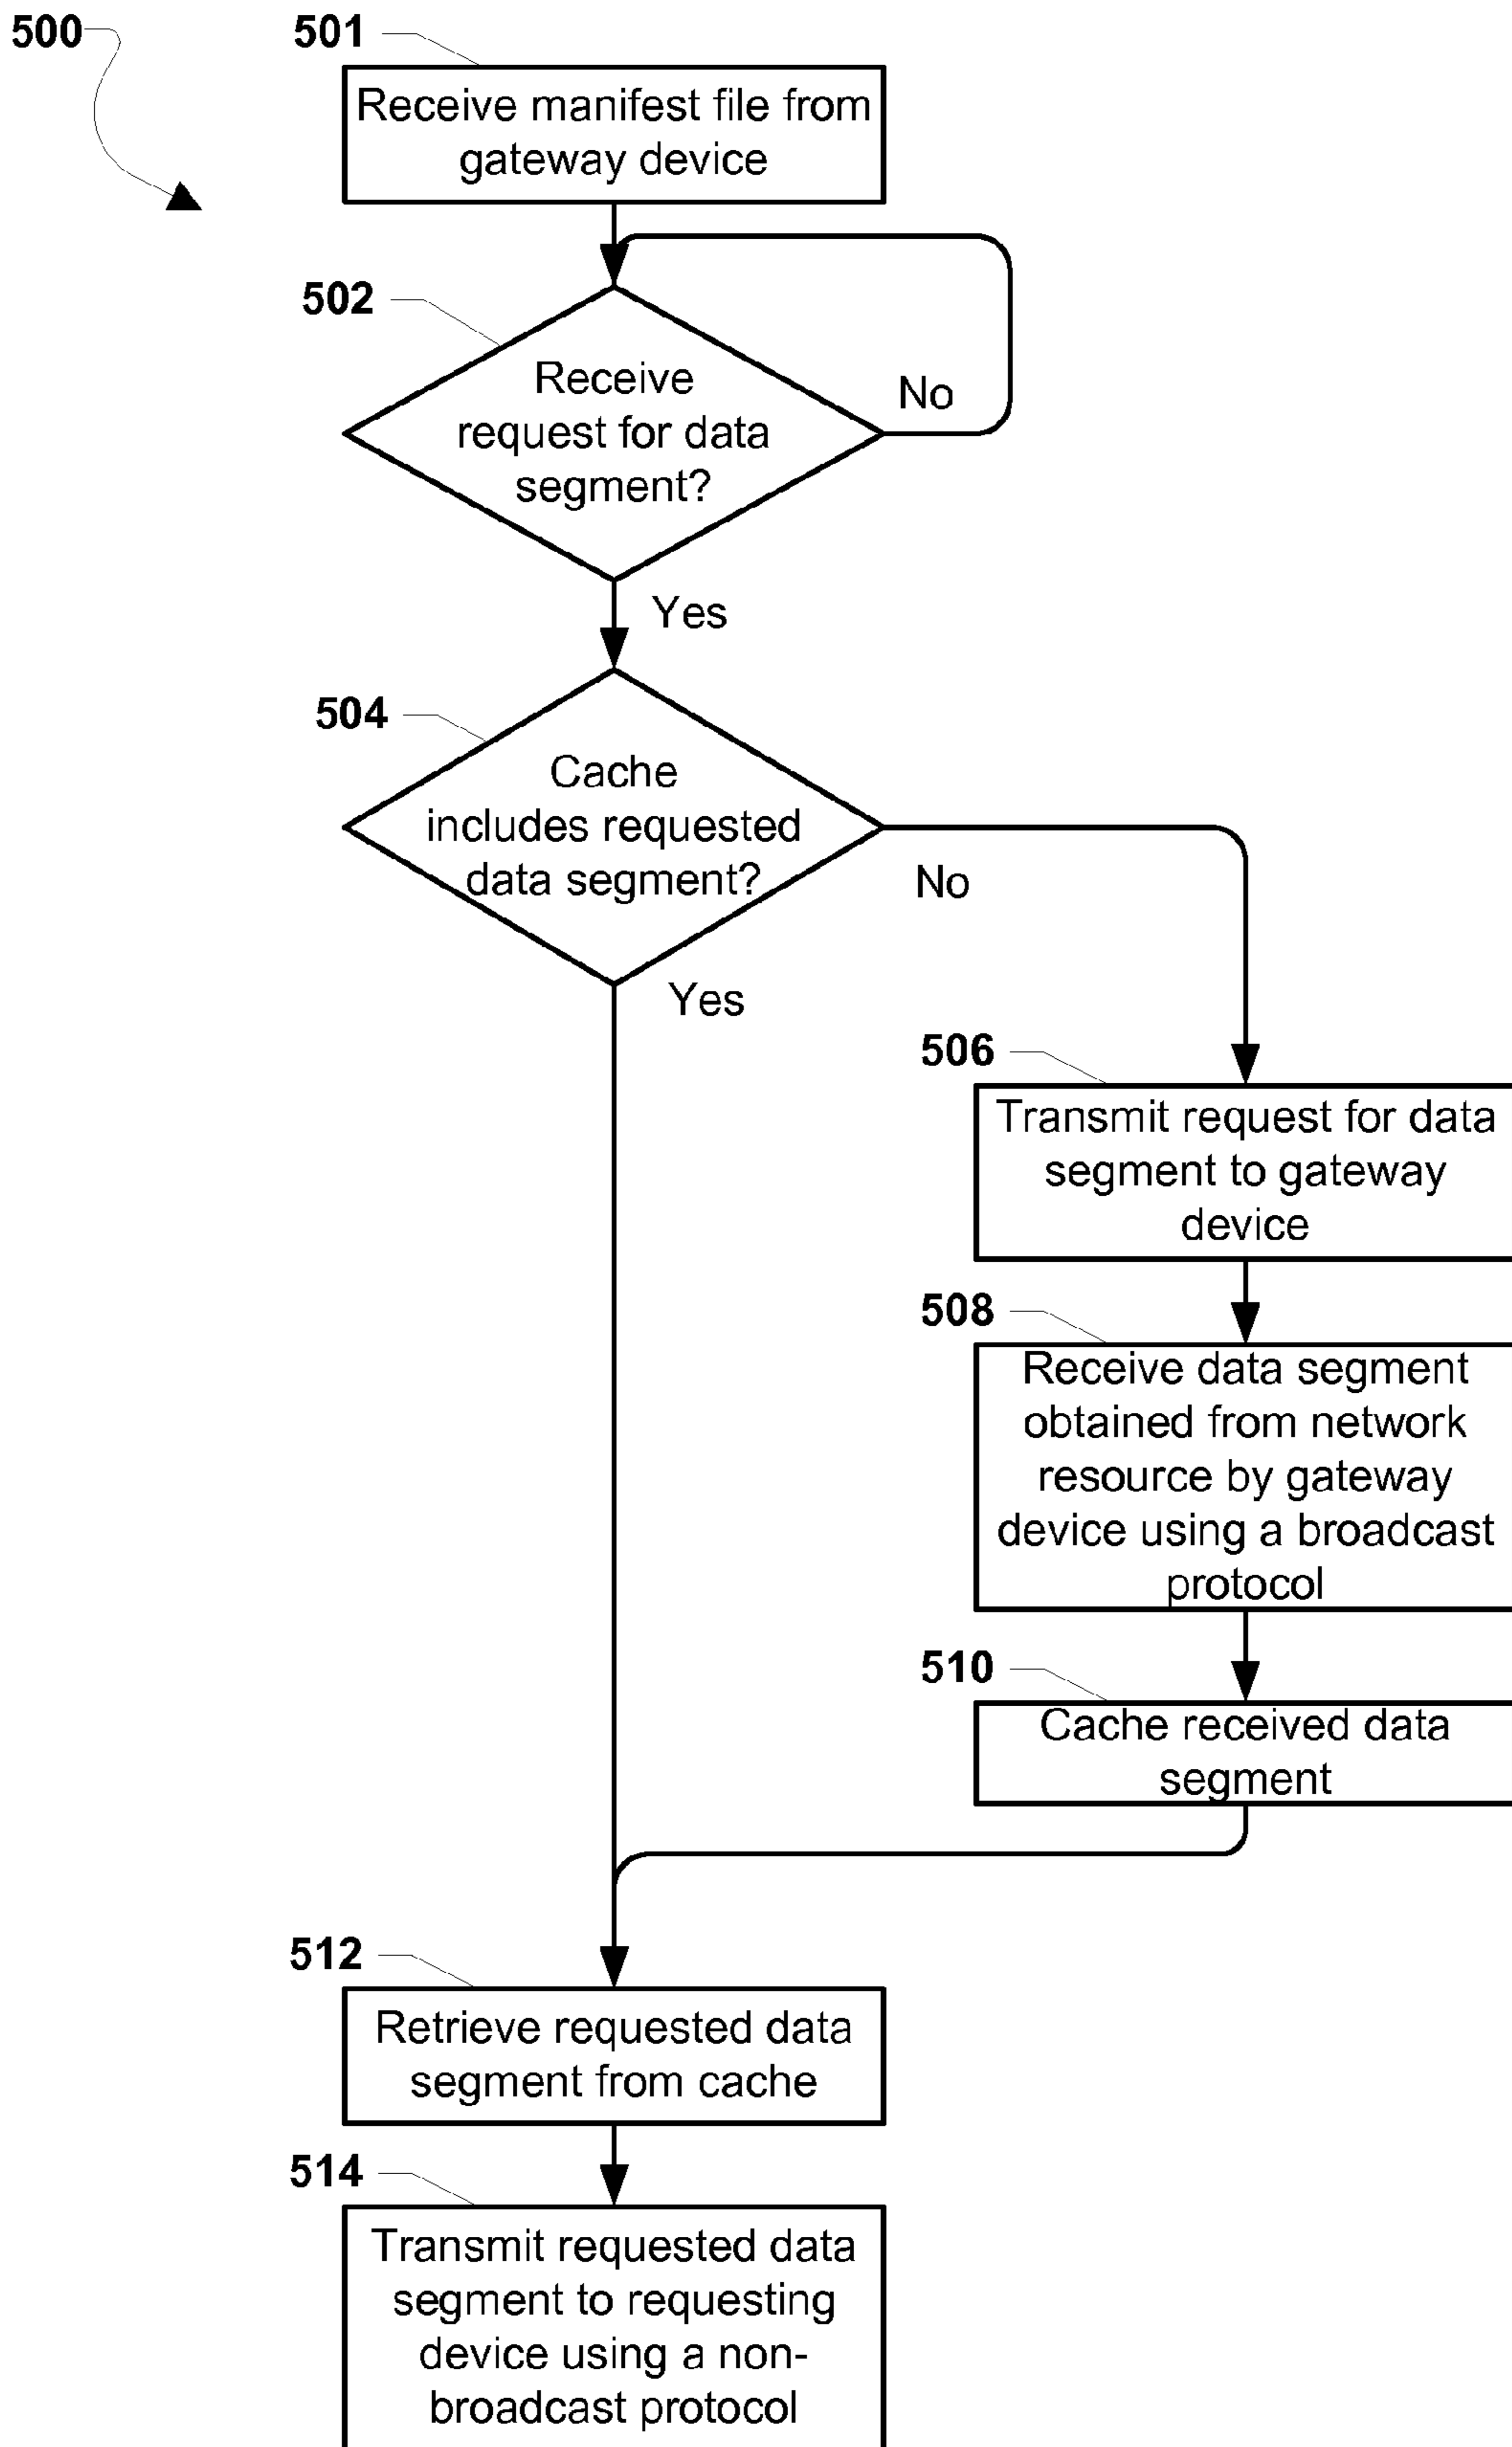 500
501
Receive manifest file from
gateway device
502
Receive
request for data
segment?
No
Yes
504
Cache
includes requested
data segment?
No
Yes
506
Transmit request for data
segment to gateway
device
508
Receive data segment
obtained from network
resource by gateway
device using a broadcast
protocol
510
Cache received data
segment
512
Retrieve requested data
segment from cache
514
Transmit requested data
segment to requesting
device using a non-
broadcast protocol